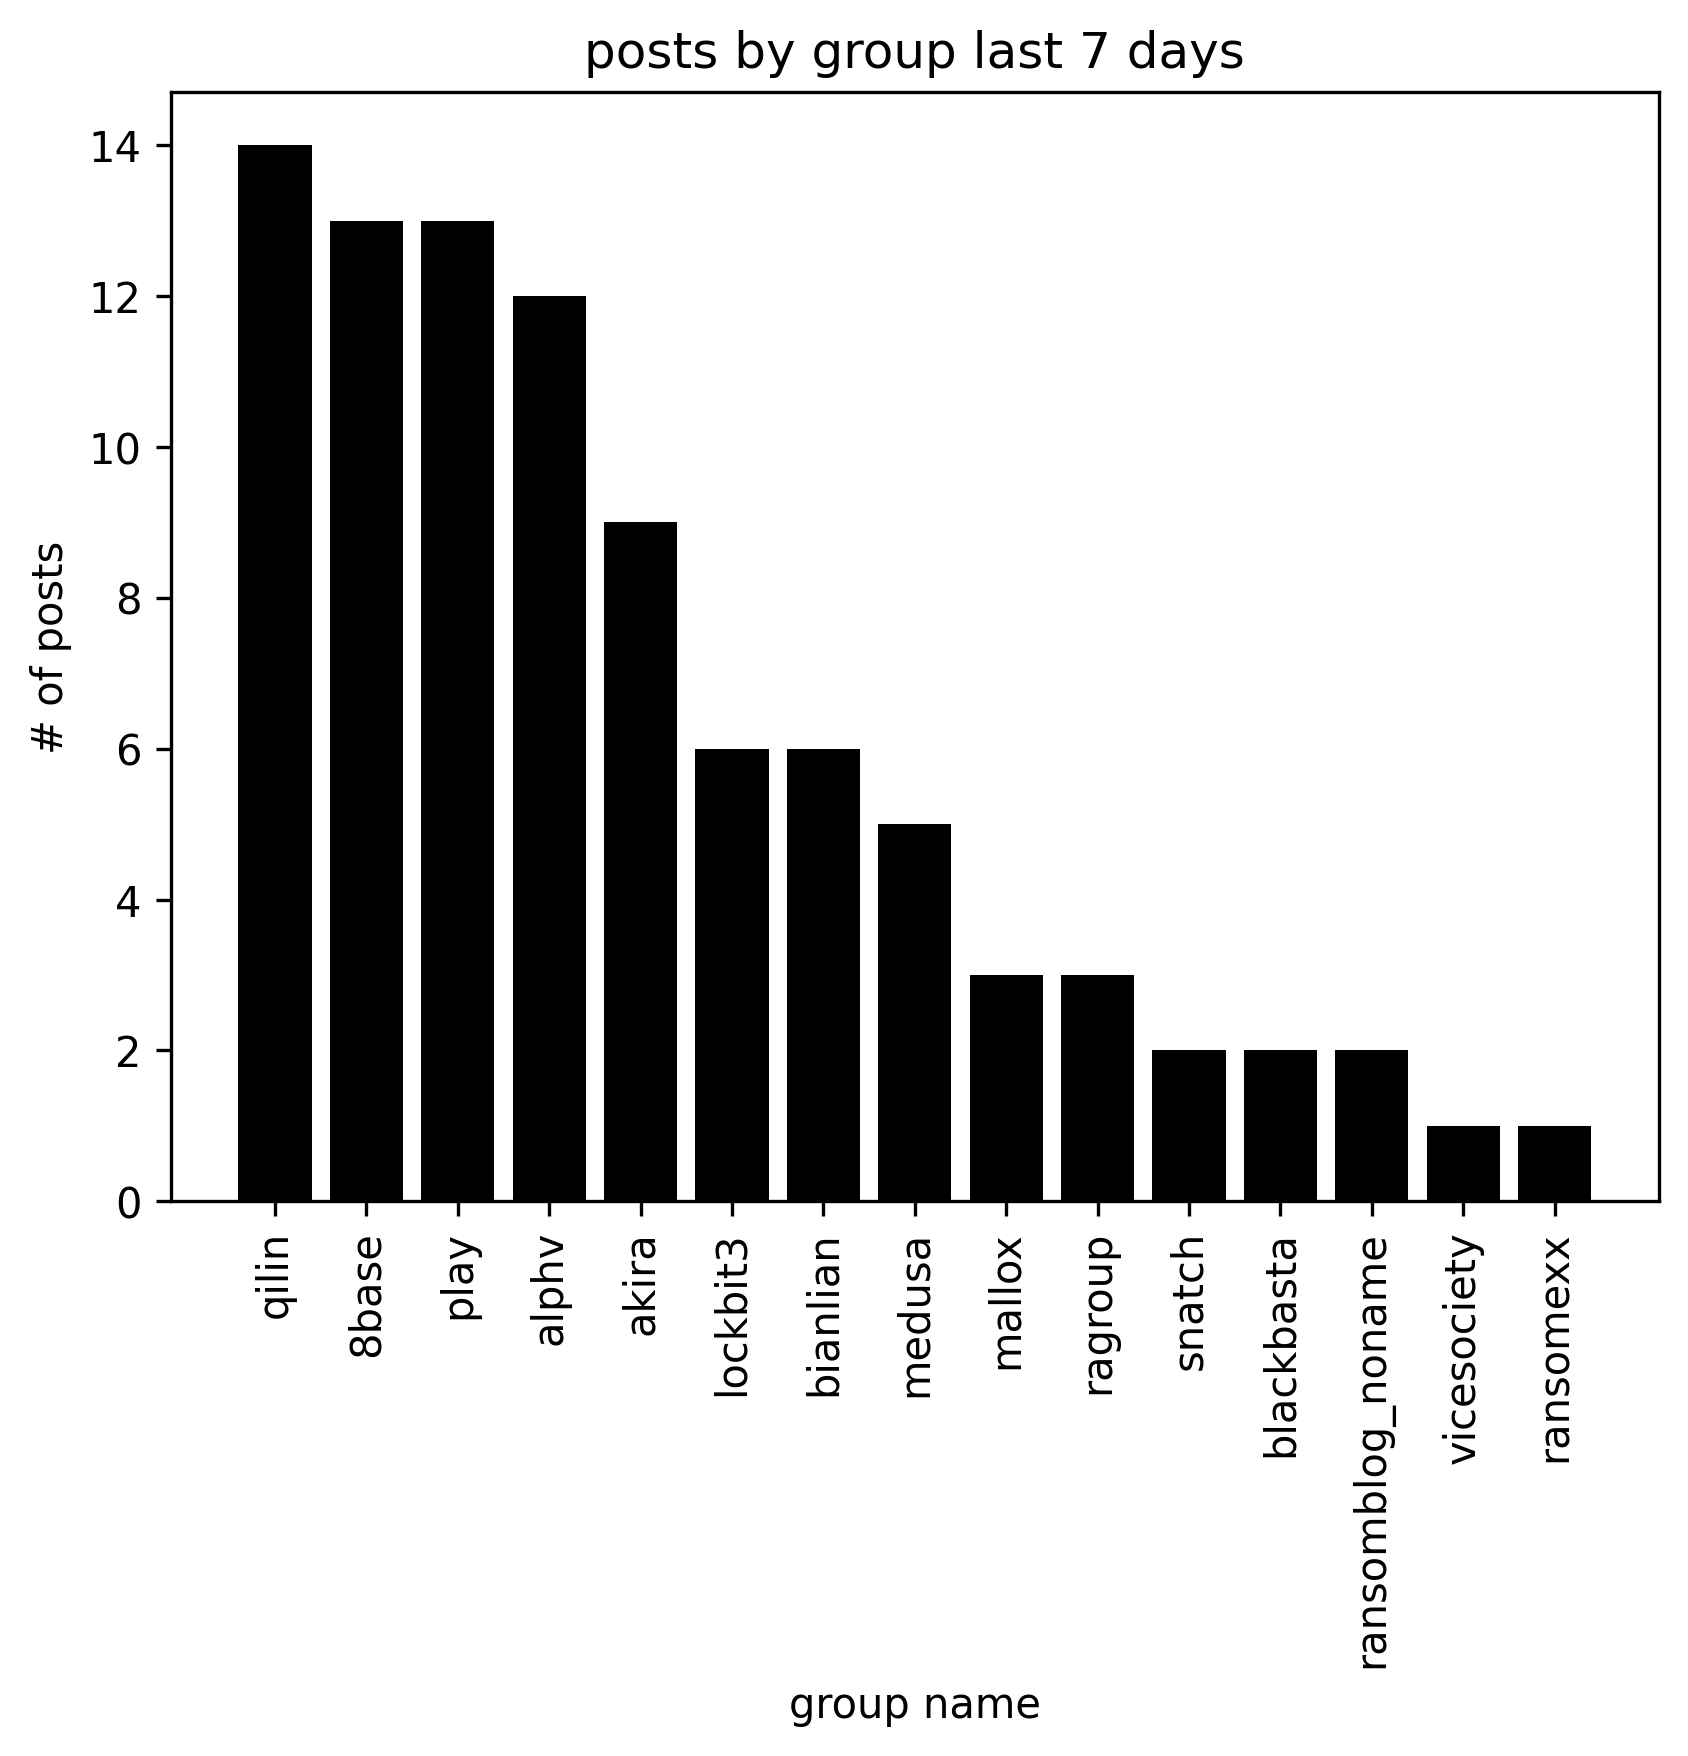 posts by group last 7 days
14
12
10
8
6
4
2
0
# of posts
qilin
8base
play
alphv
akira
lockbit3
bianlian
medusa
mallox
ragroup
snatch
blackbasta
ransomblog_noname
vicesociety
ransomexx
group name